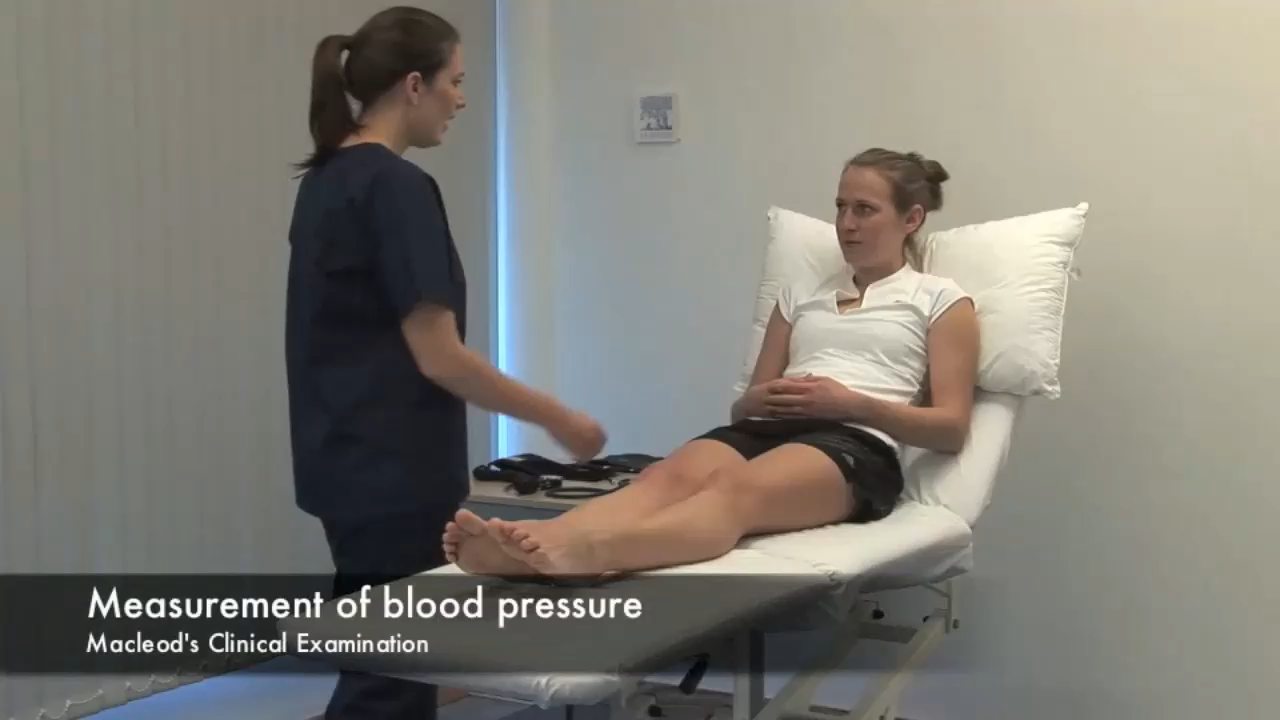 Measurement of blood pressure
Macleod's Clinical Examination